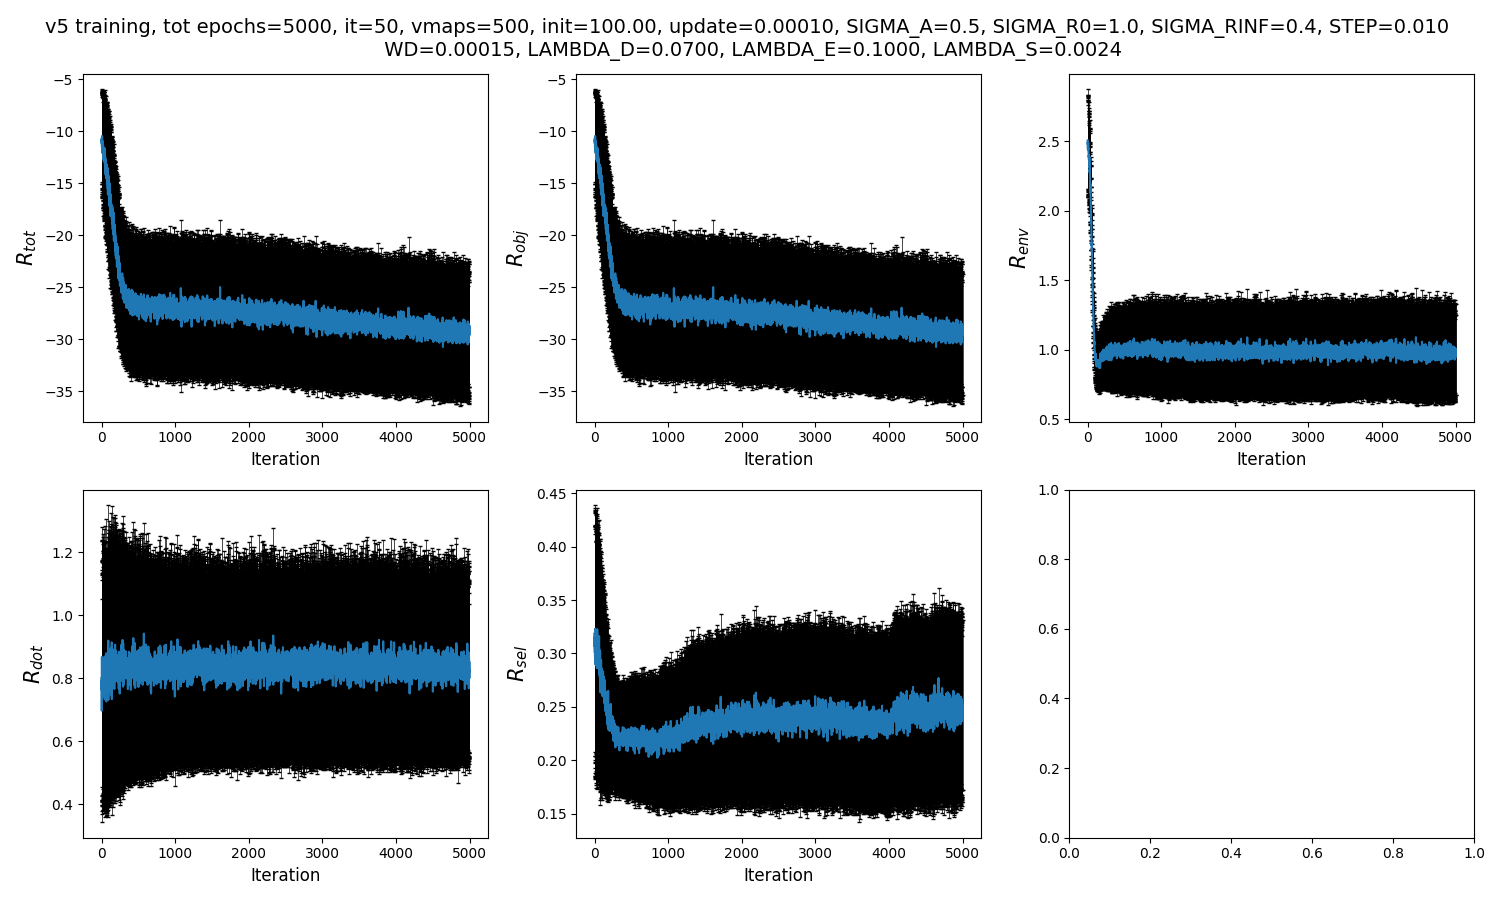 v5 training, tot epochs=5000, it=50, vmaps=500, init=100.00, update=0.00010, SIGMA_A=0.5, SIGMA_R0=1.0, SIGMA_RINF=0.4, STEP=0.010
WD=0.00015, LAMBDA_D=0.0700, LAMBDA_E=0.1000, LAMBDA_S=0.0024
R_tot
−5
−10
−15
−20
−25
−30
−35
0 1000 2000 3000 4000 5000
Iteration
R_obj
−5
−10
−15
−20
−25
−30
−35
0 1000 2000 3000 4000 5000
Iteration
R_env
2.5
2.0
1.5
1.0
0.5
0 1000 2000 3000 4000 5000
Iteration
R_dot
1.2
1.0
0.8
0.6
0.4
0 1000 2000 3000 4000 5000
Iteration
R_sel
0.45
0.40
0.35
0.30
0.25
0.20
0.15
0 1000 2000 3000 4000 5000
Iteration
1.0
0.8
0.6
0.4
0.2
0.0
0.0 0.2 0.4 0.6 0.8 1.0